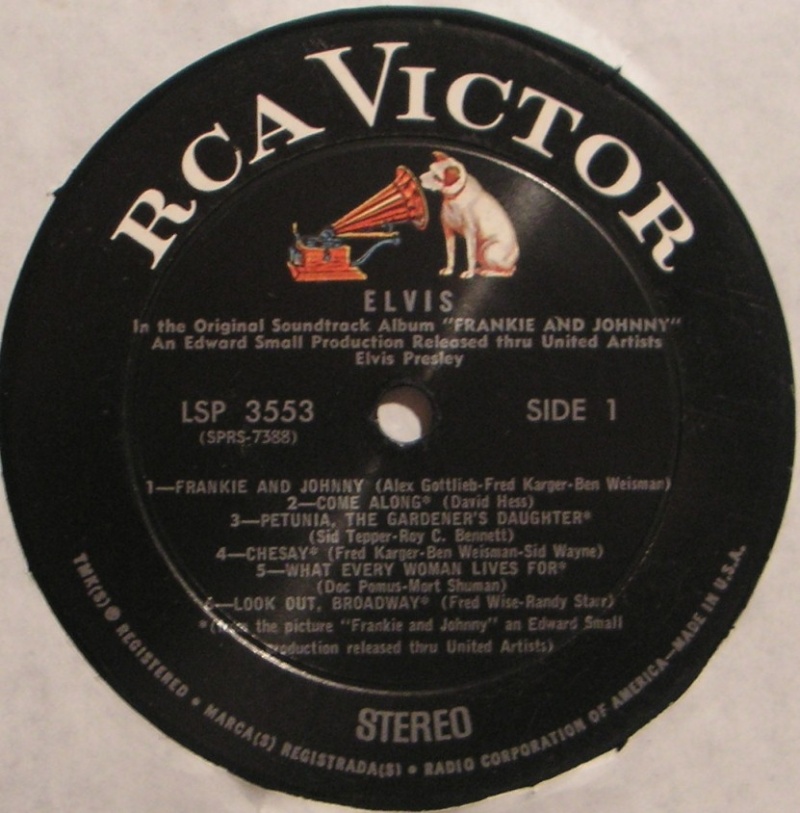 RCA VICTOR
ELVIS
In the Original Soundtrack Album "FRANKIE AND JOHNNY"
An Edward Small Production Released thru United Artists
Elvis Presley
LSP 3553
SIDE 1
(SPRS-7388)
1—FRANKIE AND JOHNNY (Alex Gottlieb-Fred Karger-Ben Weisman)
2—COME ALONG* (David Hess)
3—PETUNIA, THE GARDENER'S DAUGHTER*
(Sid Tepper-Roy C. Bennett)
4—CHESAY* (Fred Karger-Ben Weisman-Sid Wayne)
5—WHAT EVERY WOMAN LIVES FOR*
(Doc Pomus-Mort Shuman)
6—LOOK OUT, BROADWAY* (Fred Wise-Randy Starr)
*(from the picture "Frankie and Johnny" an Edward Small
production released thru United Artists)
STEREO
TMK(S) ® REGISTERED • MARCA(S) REGISTRADA(S) • RADIO CORPORATION OF AMERICA—MADE IN U.S.A.